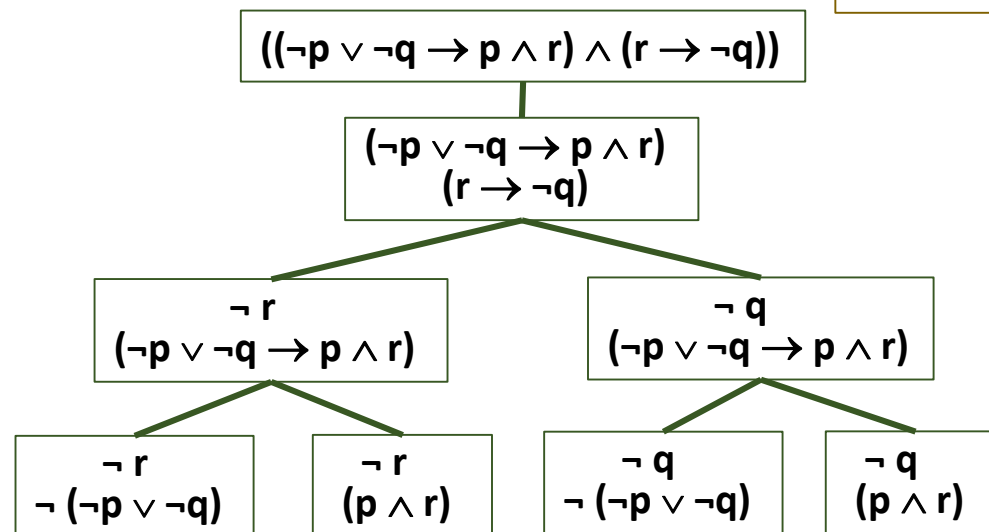 ((¬p ∨ ¬q → p ∧ r) ∧ (r → ¬q))
(¬p ∨ ¬q → p ∧ r)
(r → ¬q)
¬ r
(¬p ∨ ¬q → p ∧ r)
¬ q
(¬p ∨ ¬q → p ∧ r)
¬ r
¬ (¬p ∨ ¬q)
¬ r
(p ∧ r)
¬ q
¬ (¬p ∨ ¬q)
¬ q
(p ∧ r)